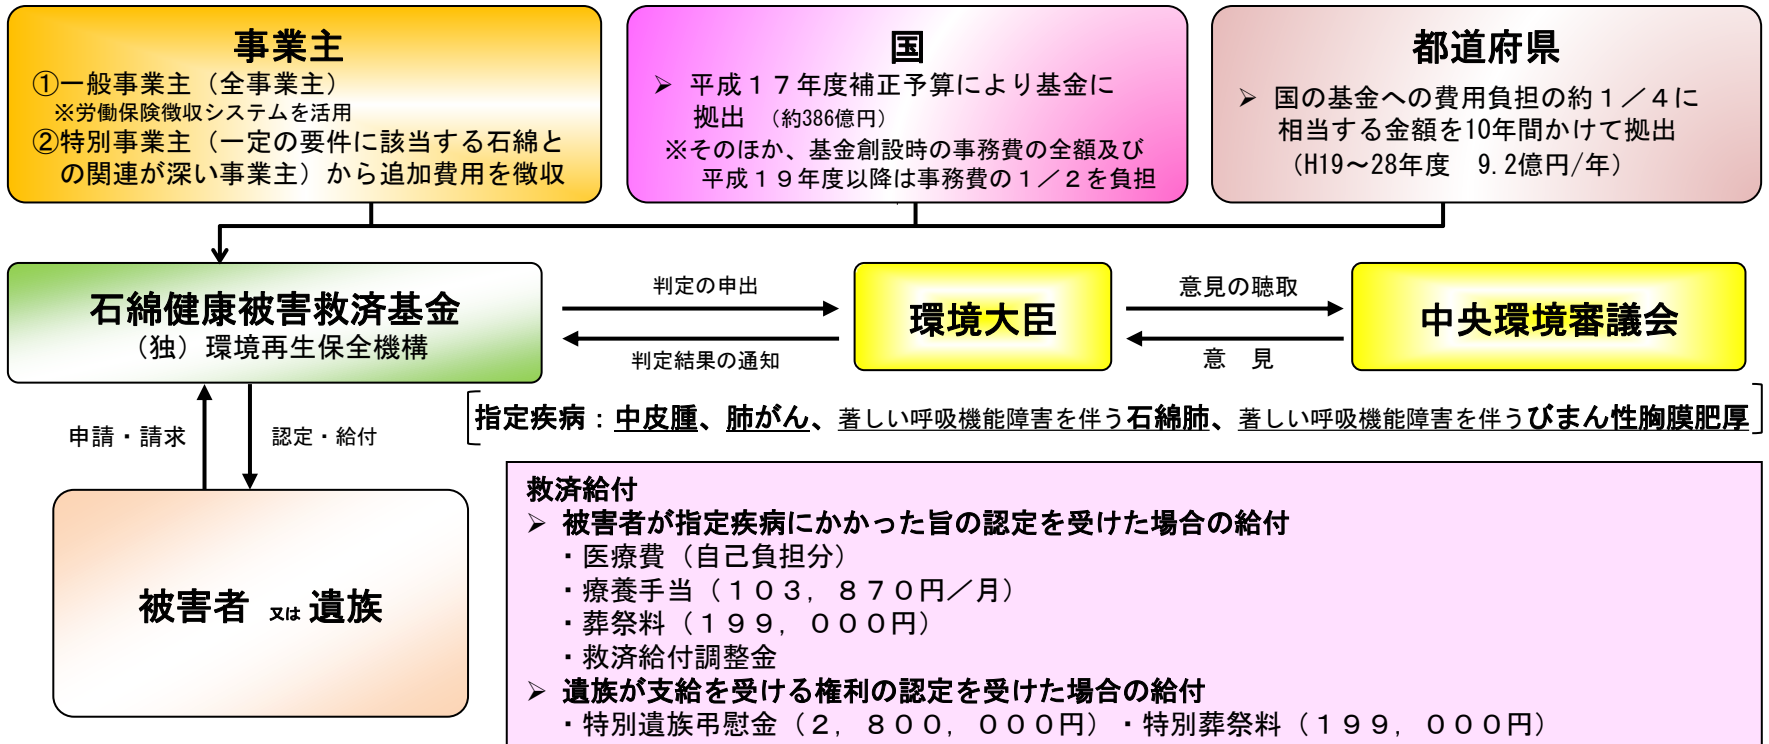 事業主
①一般事業主（全事業主）
※労働保険徴収システムを活用
②特別事業主（一定の要件に該当する石綿と
の関連が深い事業主）から追加費用を徴収
国
➢ 平成１７年度補正予算により基金に
拠出 （約386億円）
※そのほか、基金創設時の事務費の全額及び
平成１９年度以降は事務費の１／２を負担
都道府県
➢ 国の基金への費用負担の約１／４に
相当する金額を10年間かけて拠出
（H19～28年度　9.2億円/年）
石綿健康被害救済基金
（独）環境再生保全機構
判定の申出
判定結果の通知
環境大臣
意見の聴取
意　見
中央環境審議会
申請・請求
認定・給付
指定疾病：中皮腫、肺がん、著しい呼吸機能障害を伴う石綿肺、著しい呼吸機能障害を伴うびまん性胸膜肥厚
被害者 又は 遺族
救済給付
➢ 被害者が指定疾病にかかった旨の認定を受けた場合の給付
・医療費（自己負担分）
・療養手当（１０３，８７０円／月）
・葬祭料（１９９，０００円）
・救済給付調整金
➢ 遺族が支給を受ける権利の認定を受けた場合の給付
・特別遺族弔慰金（２，８００，０００円）・特別葬祭料（１９９，０００円）